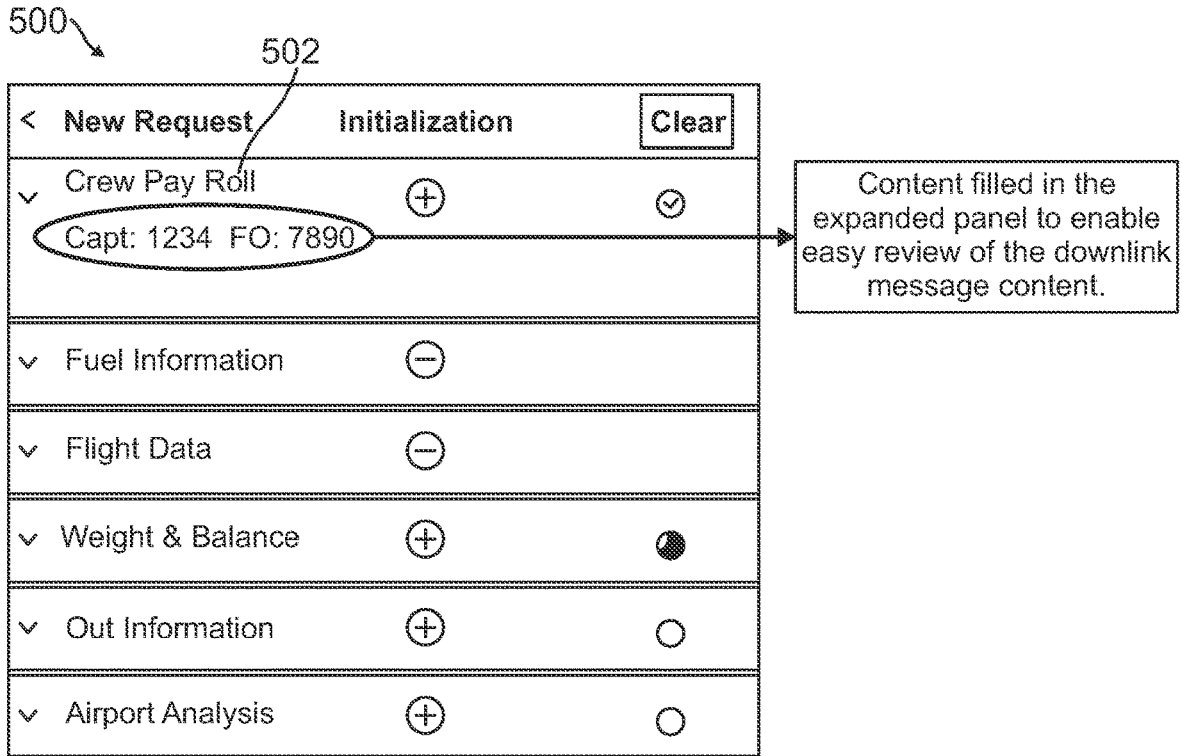 500
502
< New Request Initialization Clear
Crew Pay Roll
Capt: 1234 FO: 7890
Content filled in the
expanded panel to enable
easy review of the downlink
message content.
Fuel Information
Flight Data
Weight & Balance
Out Information
Airport Analysis